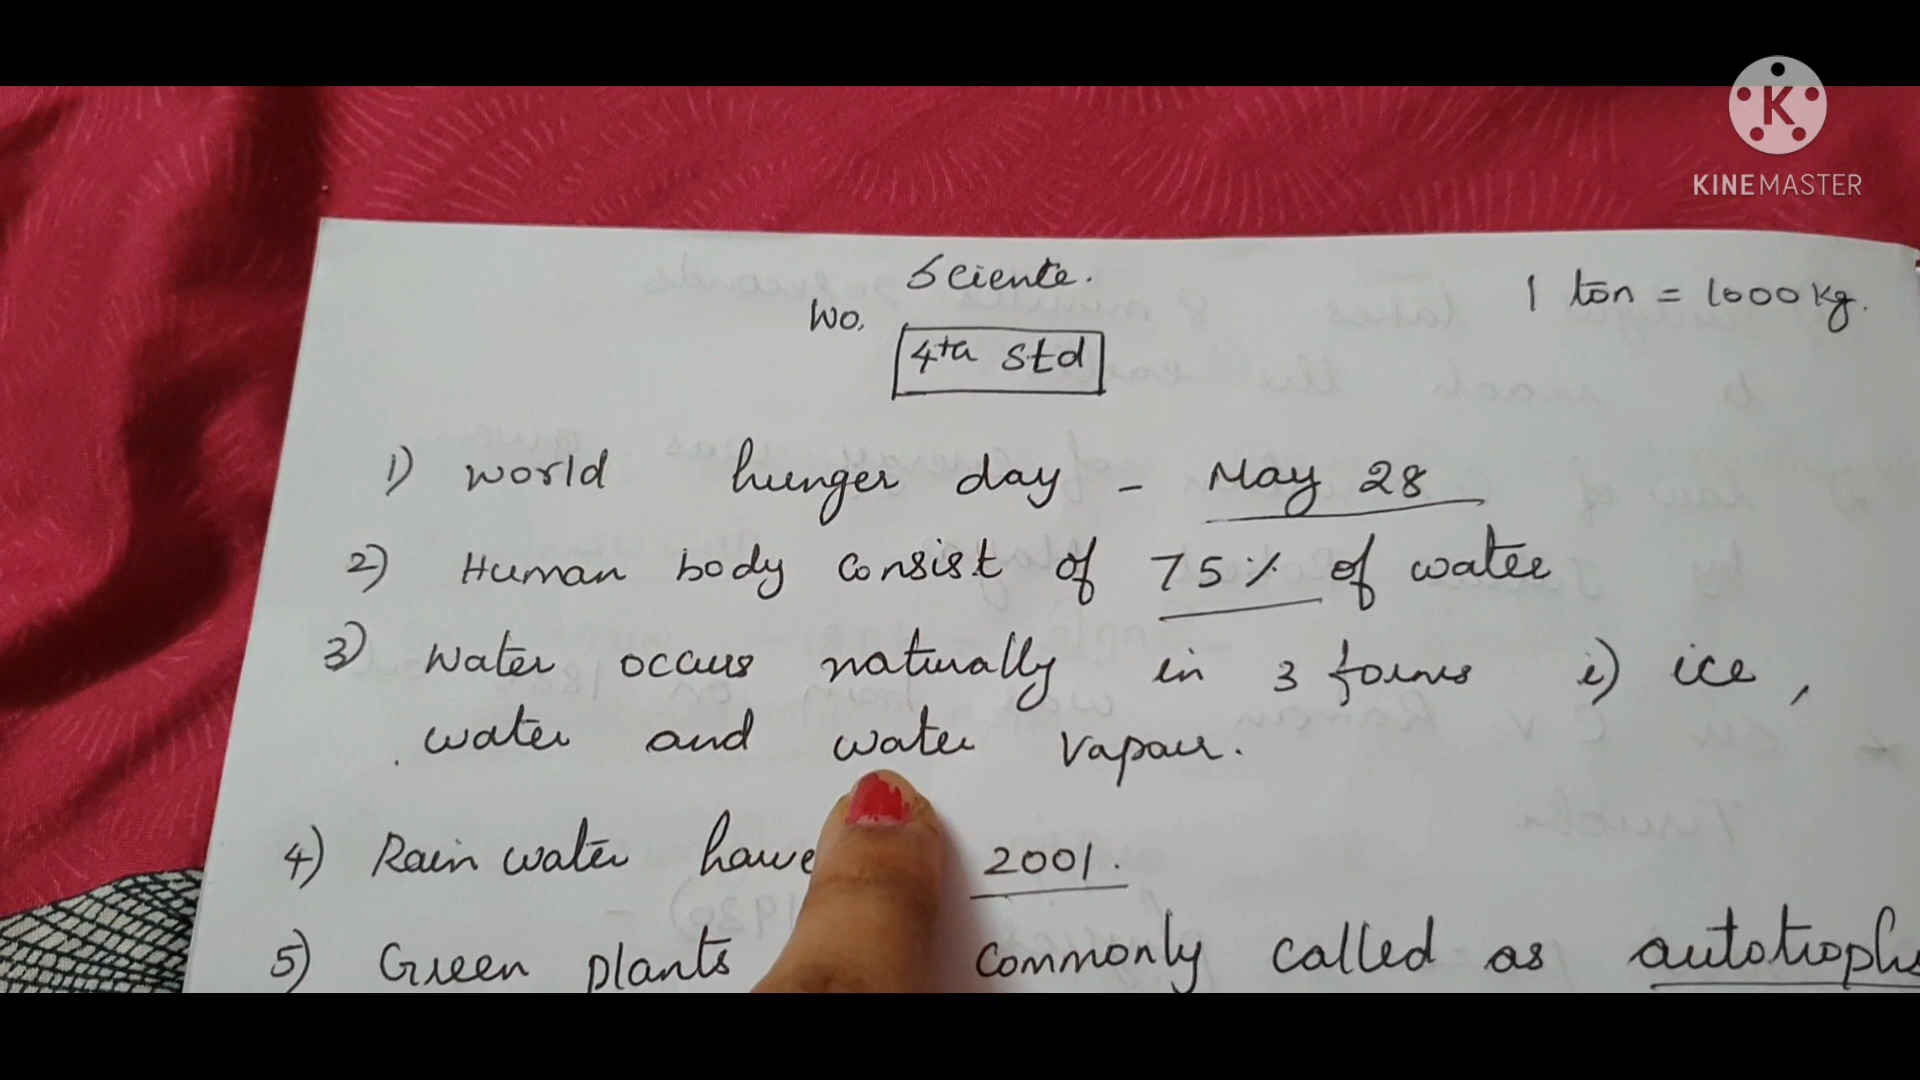 KINEMASTER
Science.
1 ton = 1000 kg.
Wo.
4th Std
1) World hunger day - May 28
2) Human body consist of 75% of water
3) Water occurs naturally in 3 forms i) ice,
water and water vapour.
4) Rain water 2001.
5) Green plants commonly called as